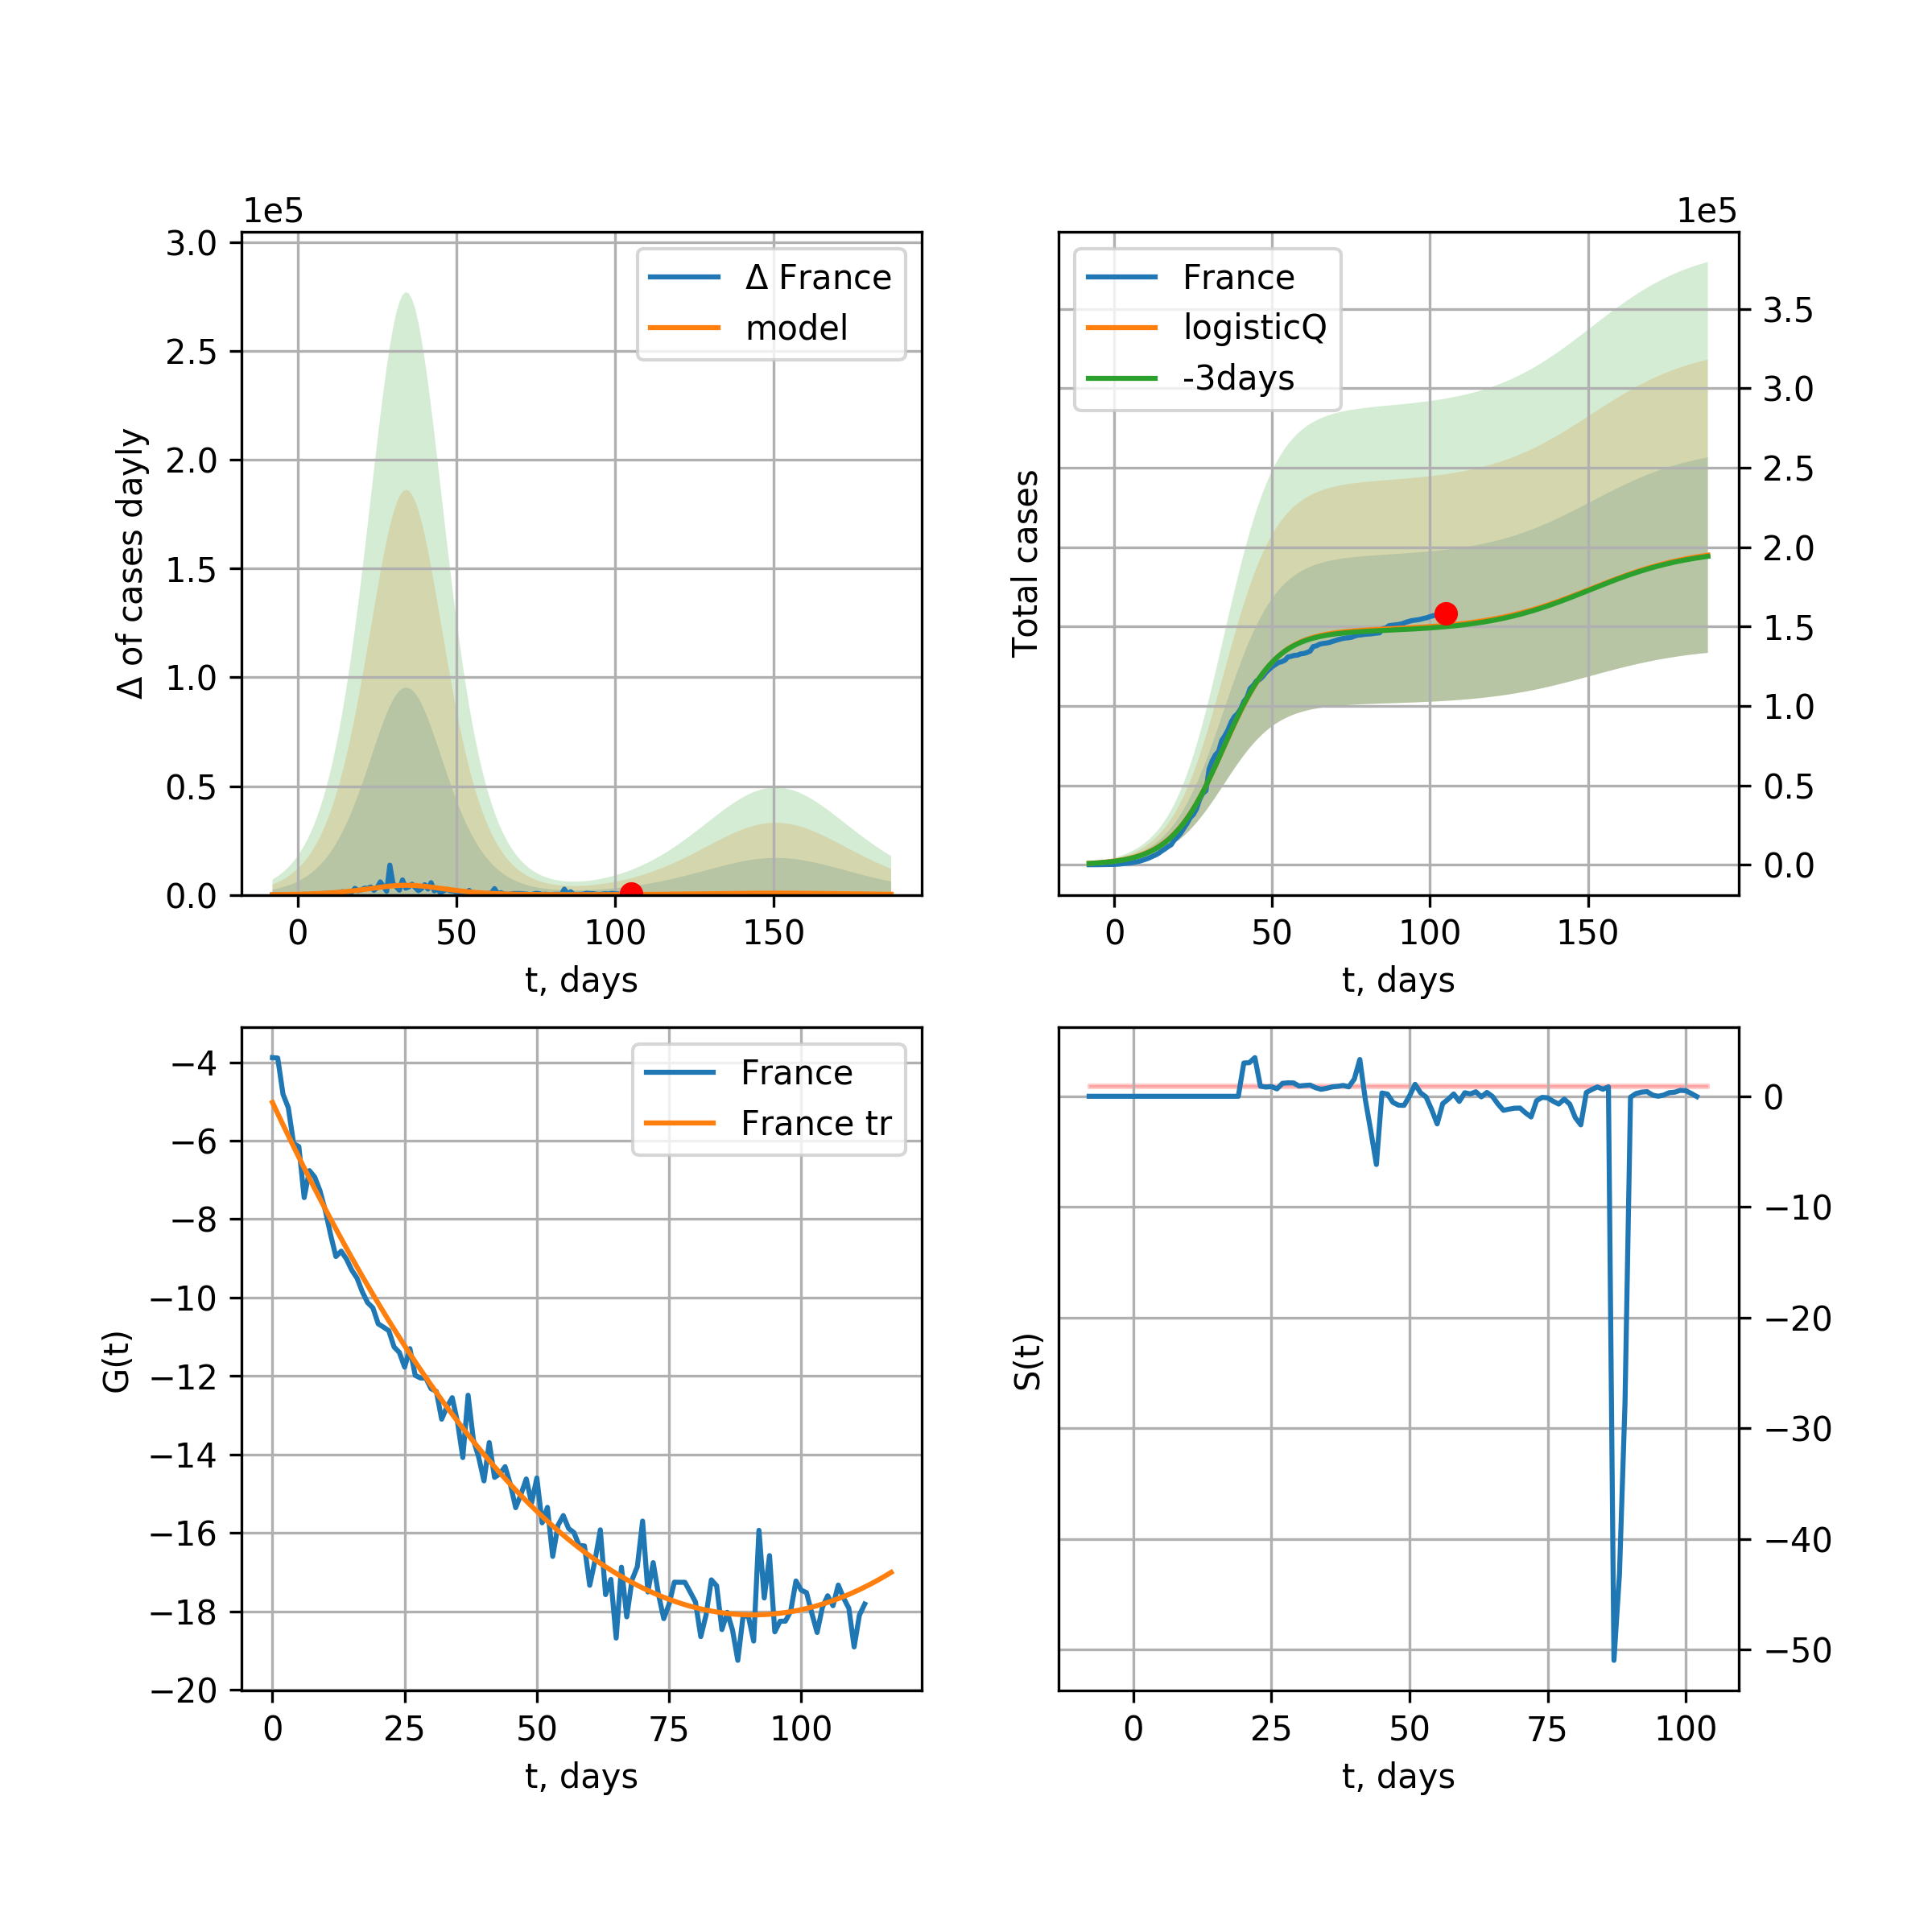 1e5
3.0
2.5
2.0
1.5
1.0
0.5
0.0
Δ of cases dayly
Δ France
model
0 50 100 150
t, days
1e5
Total cases
France
logisticQ
-3days
3.5
3.0
2.5
2.0
1.5
1.0
0.5
0.0
0 50 100 150
t, days
−4
−6
−8
−10
−12
−14
−16
−18
−20
G(t)
France
France tr
0 25 50 75 100
t, days
S(t)
0
−10
−20
−30
−40
−50
0 25 50 75 100
t, days